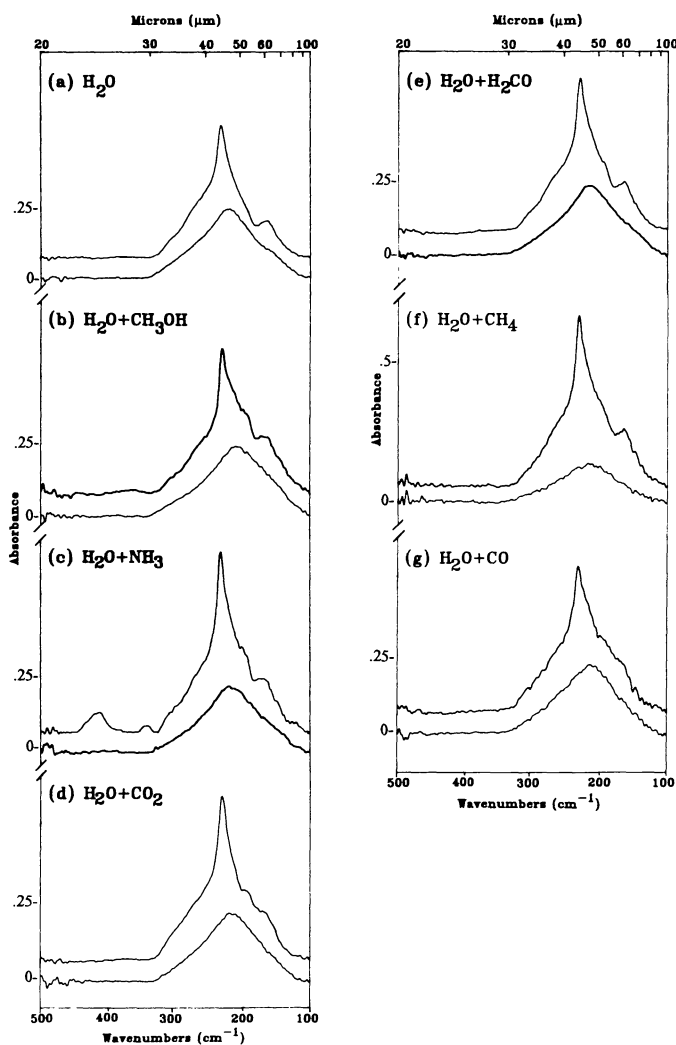 Microns (μm)
20 30 40 50 60 100
(a) H2O
.25-
0-
(b) H2O+CH3OH
.25-
0-
Absorbance
(c) H2O+NH3
.25-
0-
(d) H2O+CO2
.25-
0-
500 400 300 200 100
Wavenumbers (cm-1)
Microns (μm)
20 30 40 50 60 100
(e) H2O+H2CO
.25-
0-
(f) H2O+CH4
.5-
Absorbance
0-
(g) H2O+CO
.25-
0-
500 400 300 200 100
Wavenumbers (cm-1)